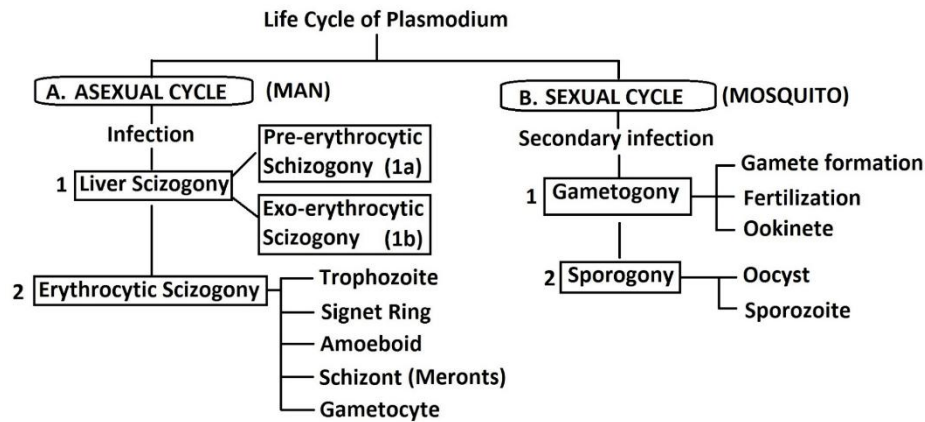 Life Cycle of Plasmodium
A. ASEXUAL CYCLE (MAN)
Infection
1 Liver Scizogony
Pre-erythrocytic
Schizogony (1a)
Exo-erythrocytic
Scizogony (1b)
2 Erythrocytic Scizogony
Trophozoite
Signet Ring
Amoeboid
Schizont (Meronts)
Gametocyte
B. SEXUAL CYCLE (MOSQUITO)
Secondary infection
1 Gametogony
Gamete formation
Fertilization
Ookinete
2 Sporogony
Oocyst
Sporozoite